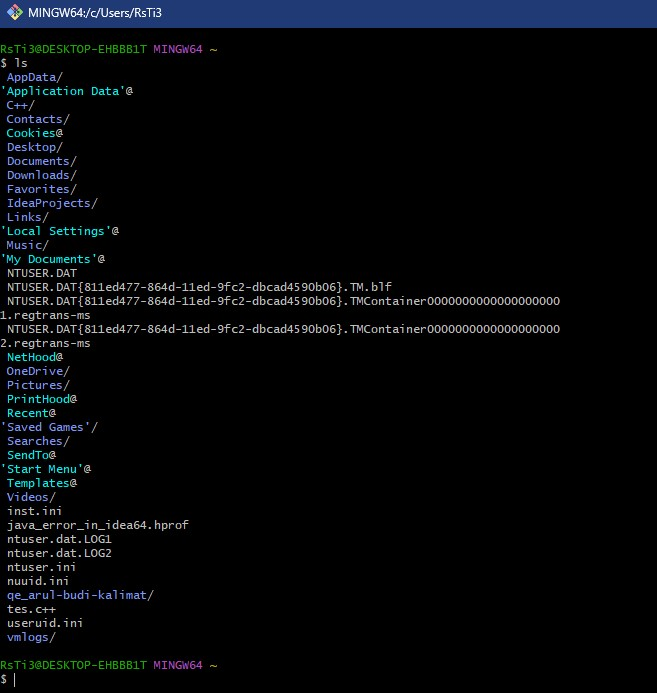 MINGW64:/c/Users/RsTi3
RsTi3@DESKTOP-EHBBB1T MINGW64 ~
$ ls
AppData/
'Application Data'@
C++/
Contacts/
Cookies@
Desktop/
Documents/
Downloads/
Favorites/
IdeaProjects/
Links/
'Local Settings'@
Music/
'My Documents'@
NTUSER.DAT
NTUSER.DAT{811ed477-864d-11ed-9fc2-dbcad4590b06}.TM.blf
NTUSER.DAT{811ed477-864d-11ed-9fc2-dbcad4590b06}.TMContainer0000000000000000000
1.regtrans-ms
NTUSER.DAT{811ed477-864d-11ed-9fc2-dbcad4590b06}.TMContainer0000000000000000000
2.regtrans-ms
NetHood@
OneDrive/
Pictures/
PrintHood@
Recent@
'Saved Games'/
Searches/
SendTo@
'Start Menu'@
Templates@
Videos/
inst.ini
java_error_in_idea64.hprof
ntuser.dat.LOG1
ntuser.dat.LOG2
ntuser.ini
nuuid.ini
qe_arul-budi-kalimat/
tes.c++
useruid.ini
vmlogs/
RsTi3@DESKTOP-EHBBB1T MINGW64 ~
$